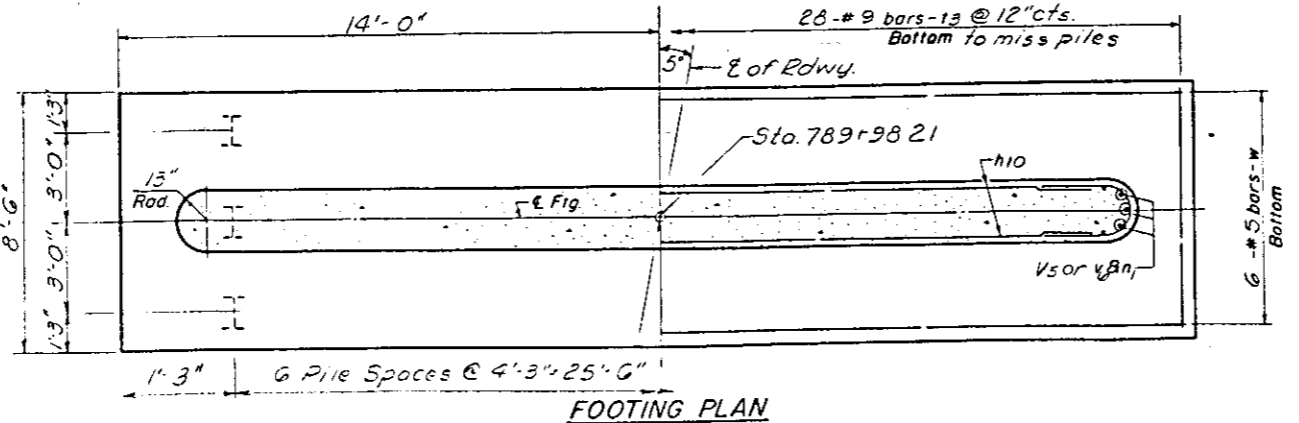 14'-0"
28-#9 bars-t3 @ 12"cts.
Bottom to miss piles
5°
℄ of Rdwy.
Sta. 789+98 21
h10
13"
Rad.
℄ Ftg
8'-6"
1'3"
3'-0"
3'-0"
1'3"
6-#5 bars-w
Bottom
V5 or
1'-3"
6 Pile Spaces @ 4'-3"=25'-6"
FOOTING PLAN